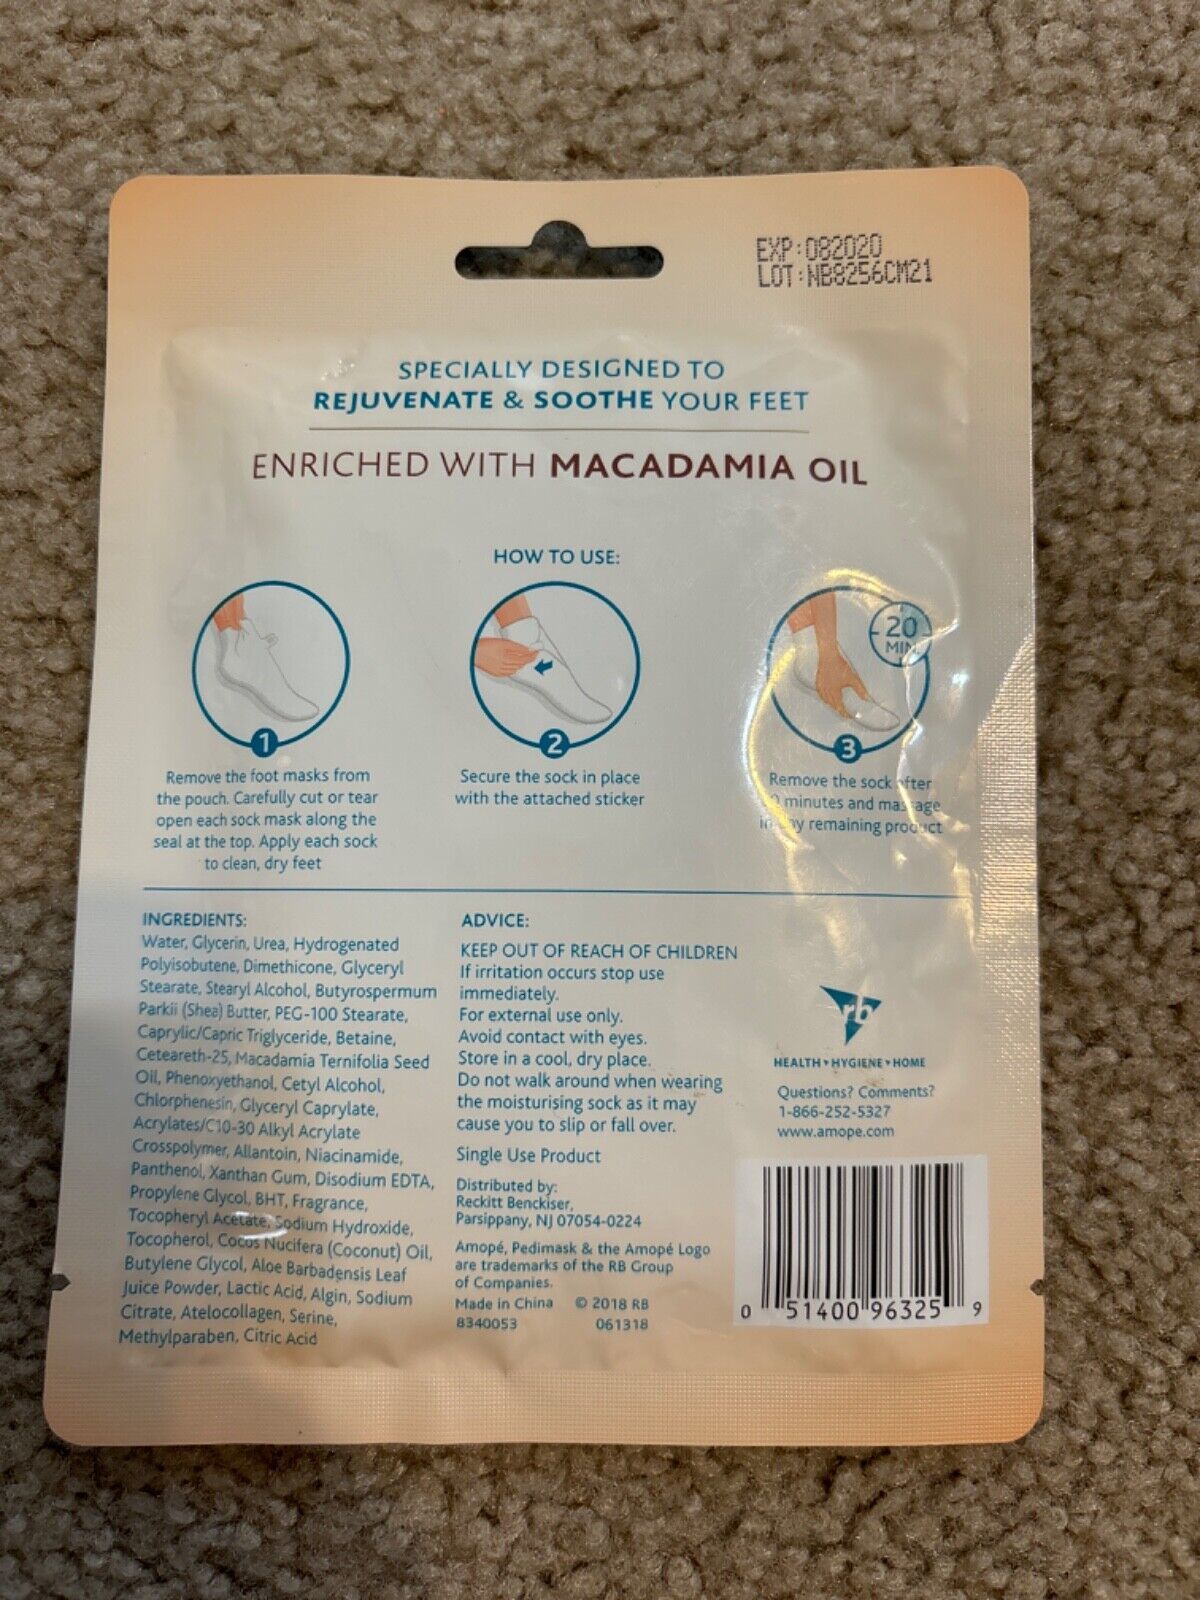 EXP:082020
LOT:NB8256CM21
SPECIALLY DESIGNED TO
REJUVENATE & SOOTHE YOUR FEET
ENRICHED WITH MACADAMIA OIL
HOW TO USE:
1
Remove the foot masks from
the pouch. Carefully cut or tear
open each sock mask along the
seal at the top. Apply each sock
to clean, dry feet
2
Secure the sock in place
with the attached sticker
20
MIN
3
Remove the sock after
minutes and massage
remaining product
INGREDIENTS:
Water, Glycerin, Urea, Hydrogenated
Polyisobutene, Dimethicone, Glyceryl
Stearate, Stearyl Alcohol, Butyrospermum
Parkii (Shea) Butter, PEG-100 Stearate,
Caprylic/Capric Triglyceride, Betaine,
Ceteareth-25, Macadamia Ternifolia Seed
Oil, Phenoxyethanol, Cetyl Alcohol,
Chlorphenesin, Glyceryl Caprylate,
Acrylates/C10-30 Alkyl Acrylate
Crosspolymer, Allantoin, Niacinamide,
Panthenol, Xanthan Gum, Disodium EDTA,
Propylene Glycol, BHT, Fragrance,
Tocopheryl Acetate, Sodium Hydroxide,
Tocopherol, Cocos Nucifera (Coconut) Oil,
Butylene Glycol, Aloe Barbadensis Leaf
Juice Powder, Lactic Acid, Algin, Sodium
Citrate, Atelocollagen, Serine,
Methylparaben, Citric Acid
ADVICE:
KEEP OUT OF REACH OF CHILDREN
If irritation occurs stop use
immediately.
For external use only.
Avoid contact with eyes.
Store in a cool, dry place.
Do not walk around when wearing
the moisturising sock as it may
cause you to slip or fall over.
Single Use Product
Distributed by:
Reckitt Benckiser,
Parsippany, NJ 07054-0224
Amopé, Pedimask & the Amopé Logo
are trademarks of the RB Group
of Companies.
Made in China © 2018 RB
8340053 061318
rb
HEALTH • HYGIENE • HOME
Questions? Comments?
1-866-252-5327
www.amope.com
0 51400 96325 9